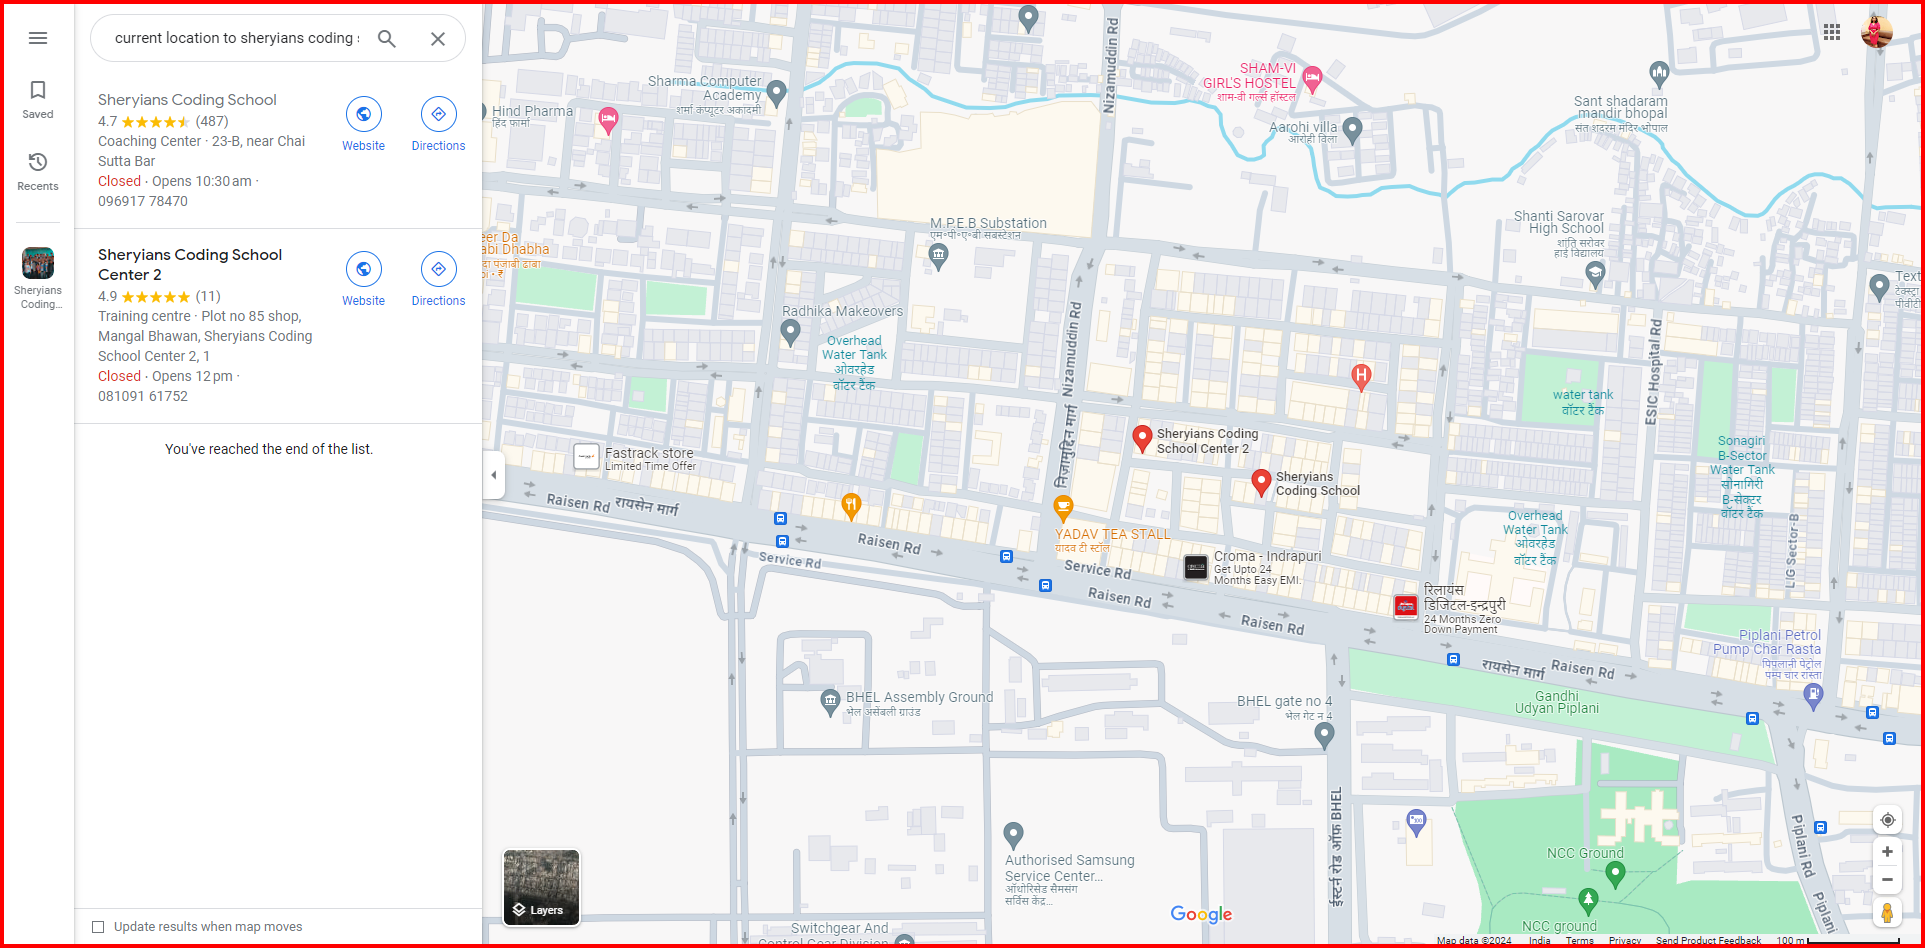 current location to sheryians coding
Saved
Recents
Sheryians
Coding...
Sheryians Coding School
4.7 (487)
Coaching Center · 23-B, near Chai
Sutta Bar
Closed · Opens 10:30 am ·
096917 78470
Website
Directions
Sheryians Coding School
Center 2
4.9 (11)
Training centre · Plot no 85 shop,
Mangal Bhawan, Sheryians Coding
School Center 2, 1
Closed · Opens 12 pm ·
081091 61752
Website
Directions
You've reached the end of the list.
Update results when map moves
Hind Pharma
हिंद फार्मा
Sharma Computer
Academy
शर्मा कंप्यूटर अकादमी
Nizamuddin Rd
SHAM-VI
GIRL'S HOSTEL
शाम-वी गर्ल्स हॉस्टल
Aarohi villa
आरोही विला
Sant shadaram
mandir bhopal
संत शदरम मंदिर भोपाल
M.P.E.B Substation
एम०पी०ए०बी सबस्टेशन
Shanti Sarovar
High School
शांति सरोवर
हाई विद्यालय
Radhika Makeovers
Overhead
Water Tank
ओवरहेड
वॉटर टैंक
Nizamuddin Rd
निज़ामुद्दिन मार्ग
ESIC Hospital Rd
water tank
वॉटर टैंक
H
Sheryians Coding
School Center 2
Sheryians
Coding School
Sonagiri
B-Sector
Water Tank
सोनागिरी
B-सेक्टर
वॉटर टैंक
Fastrack store
Limited Time Offer
Raisen Rd रायसेन मार्ग
Raisen Rd
Service Rd
YADAV TEA STALL
यादव टी स्टॉल
Service Rd
Raisen Rd
Croma - Indrapuri
Get Upto 24
Months Easy EMI.
Overhead
Water Tank
ओवरहेड
वॉटर टैंक
LIG Sector-B
रिलायंस
डिजिटल-इन्द्रपुरी
24 Months Zero
Down Payment
Raisen Rd
रायसेन मार्ग Raisen Rd
Piplani Petrol
Pump Char Rasta
पिपलानी पेट्रोल
पम्प चार रास्ता
Gandhi
Udyan Piplani
BHEL Assembly Ground
भेल असेंबली ग्राउंड
BHEL gate no 4
भेल गेट न 4
ईस्टर्न रोड ऑफ़ BHEL
Piplani Rd
Piplani
Authorised Samsung
Service Center...
ऑथोरिसेड सैमसंग
सर्विस केंद्र...
NCC Ground
NCC ground
Switchgear And
Layers
Google
Map data ©2024 India Terms Privacy Send Product Feedback 100 m